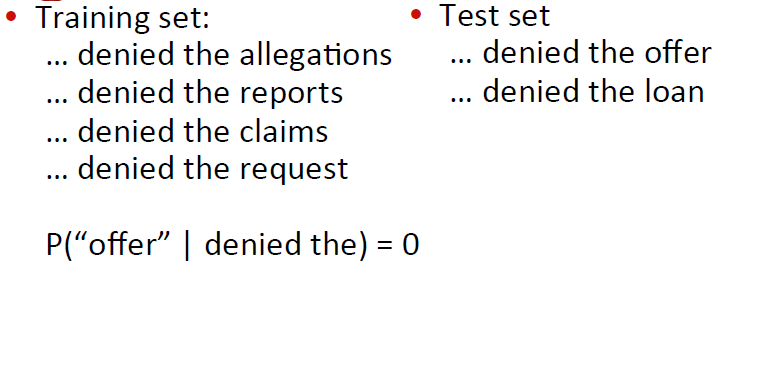 • Training set:
... denied the allegations
... denied the reports
... denied the claims
... denied the request
• Test set
... denied the offer
... denied the loan
P(“offer” | denied the) = 0